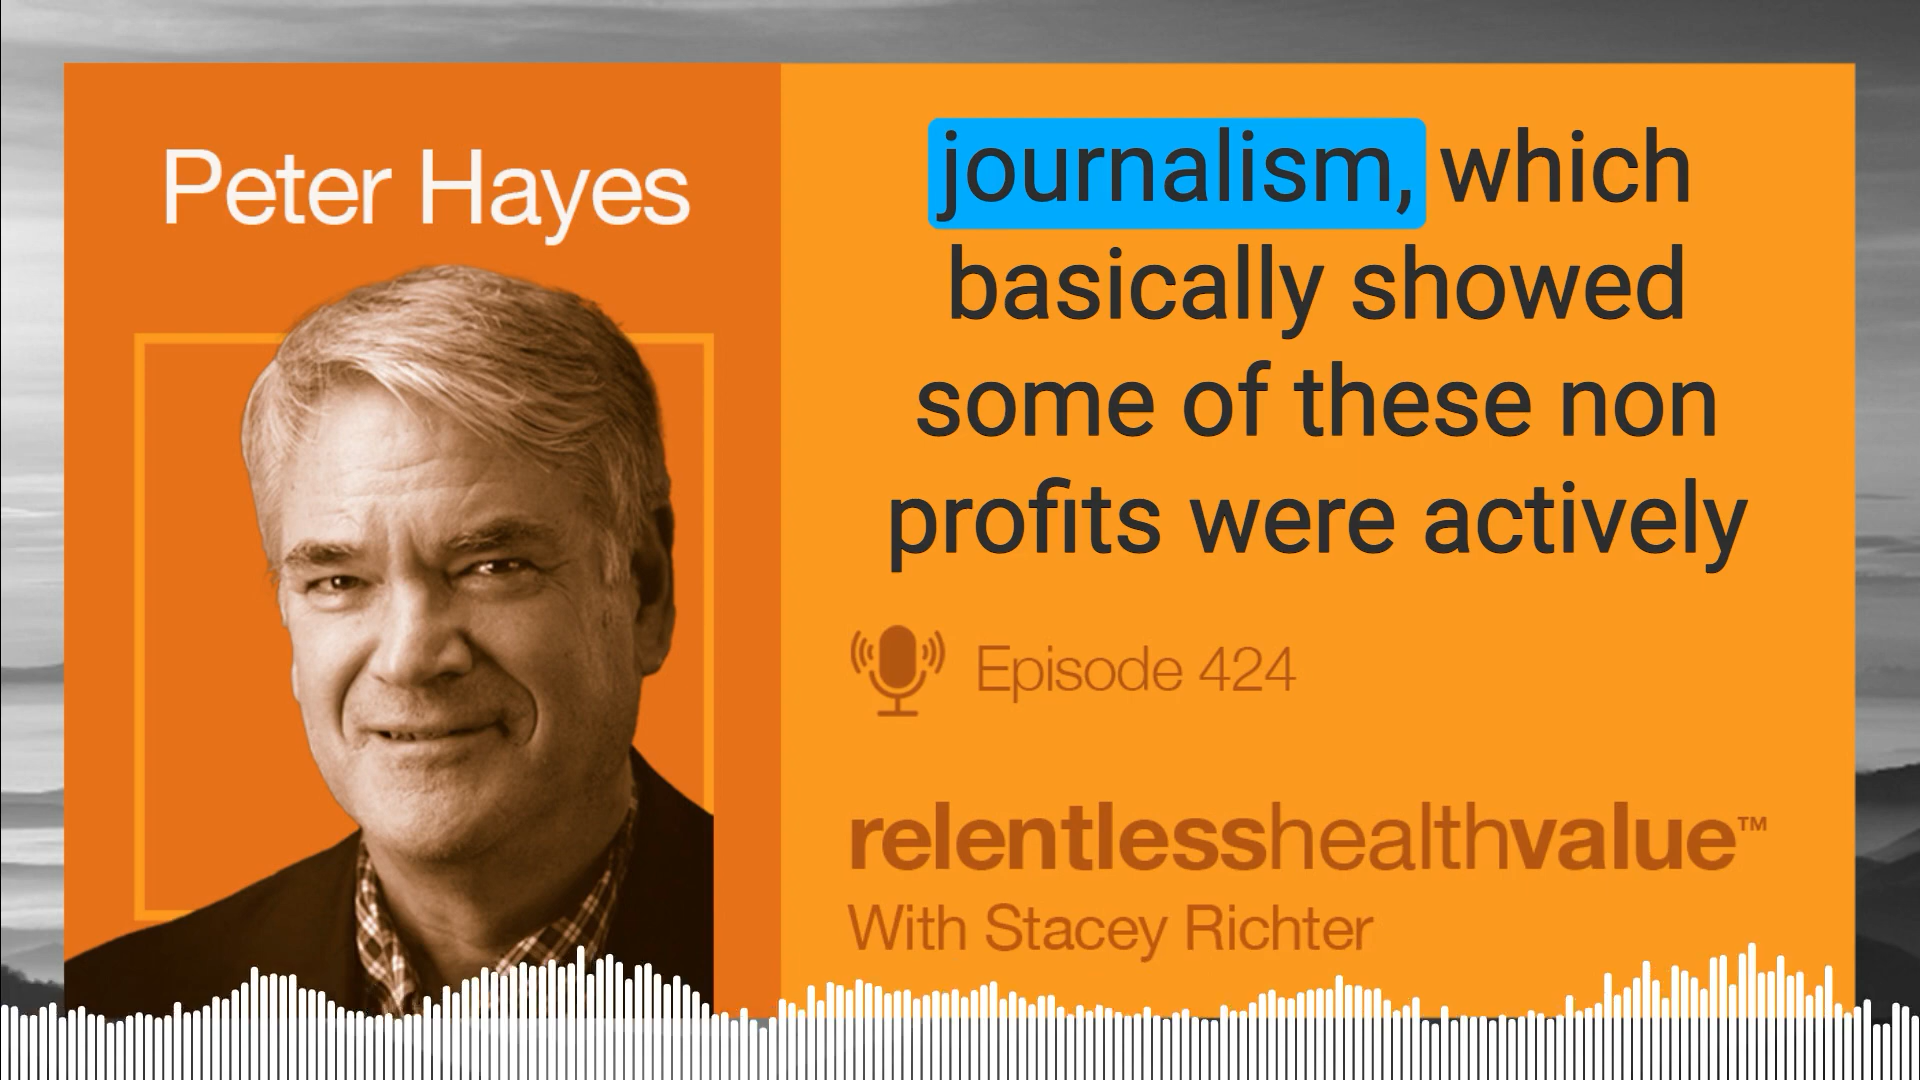 Peter Hayes
journalism, which
basically showed
some of these non
profits were actively
Episode 424
relentlesshealthvalue™
With Stacey Richter